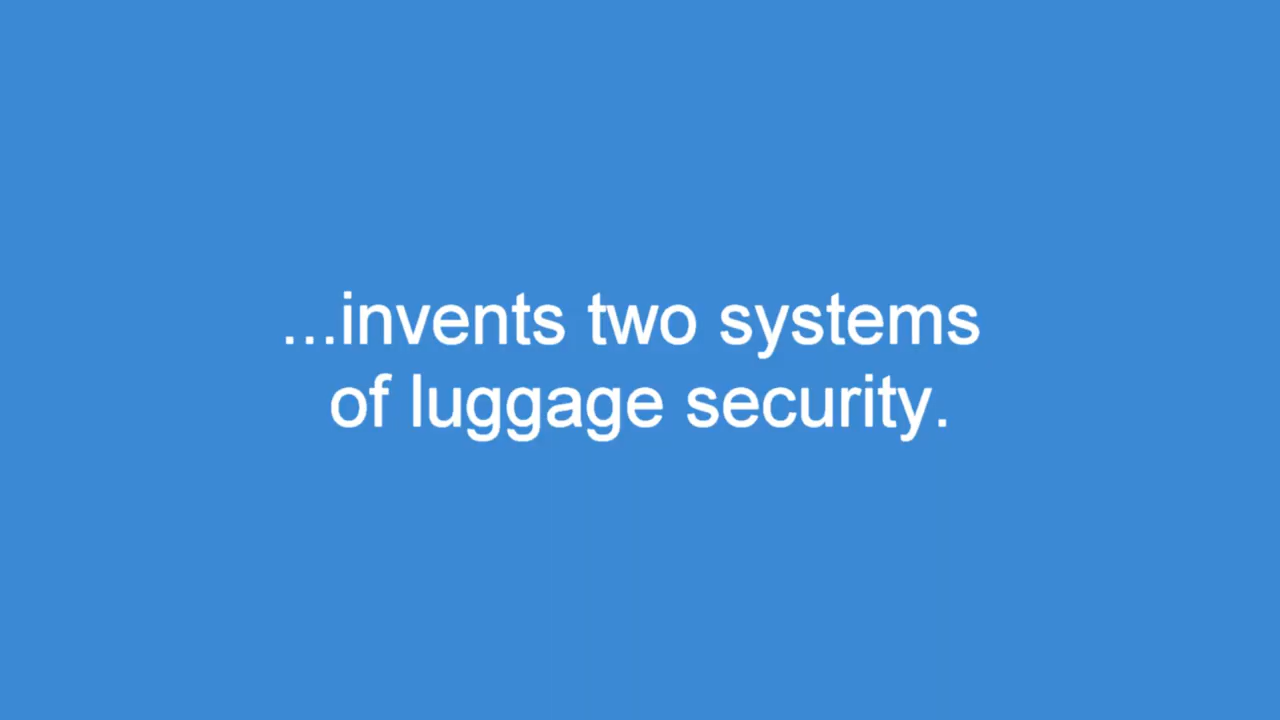 ...invents two systems
of luggage security.